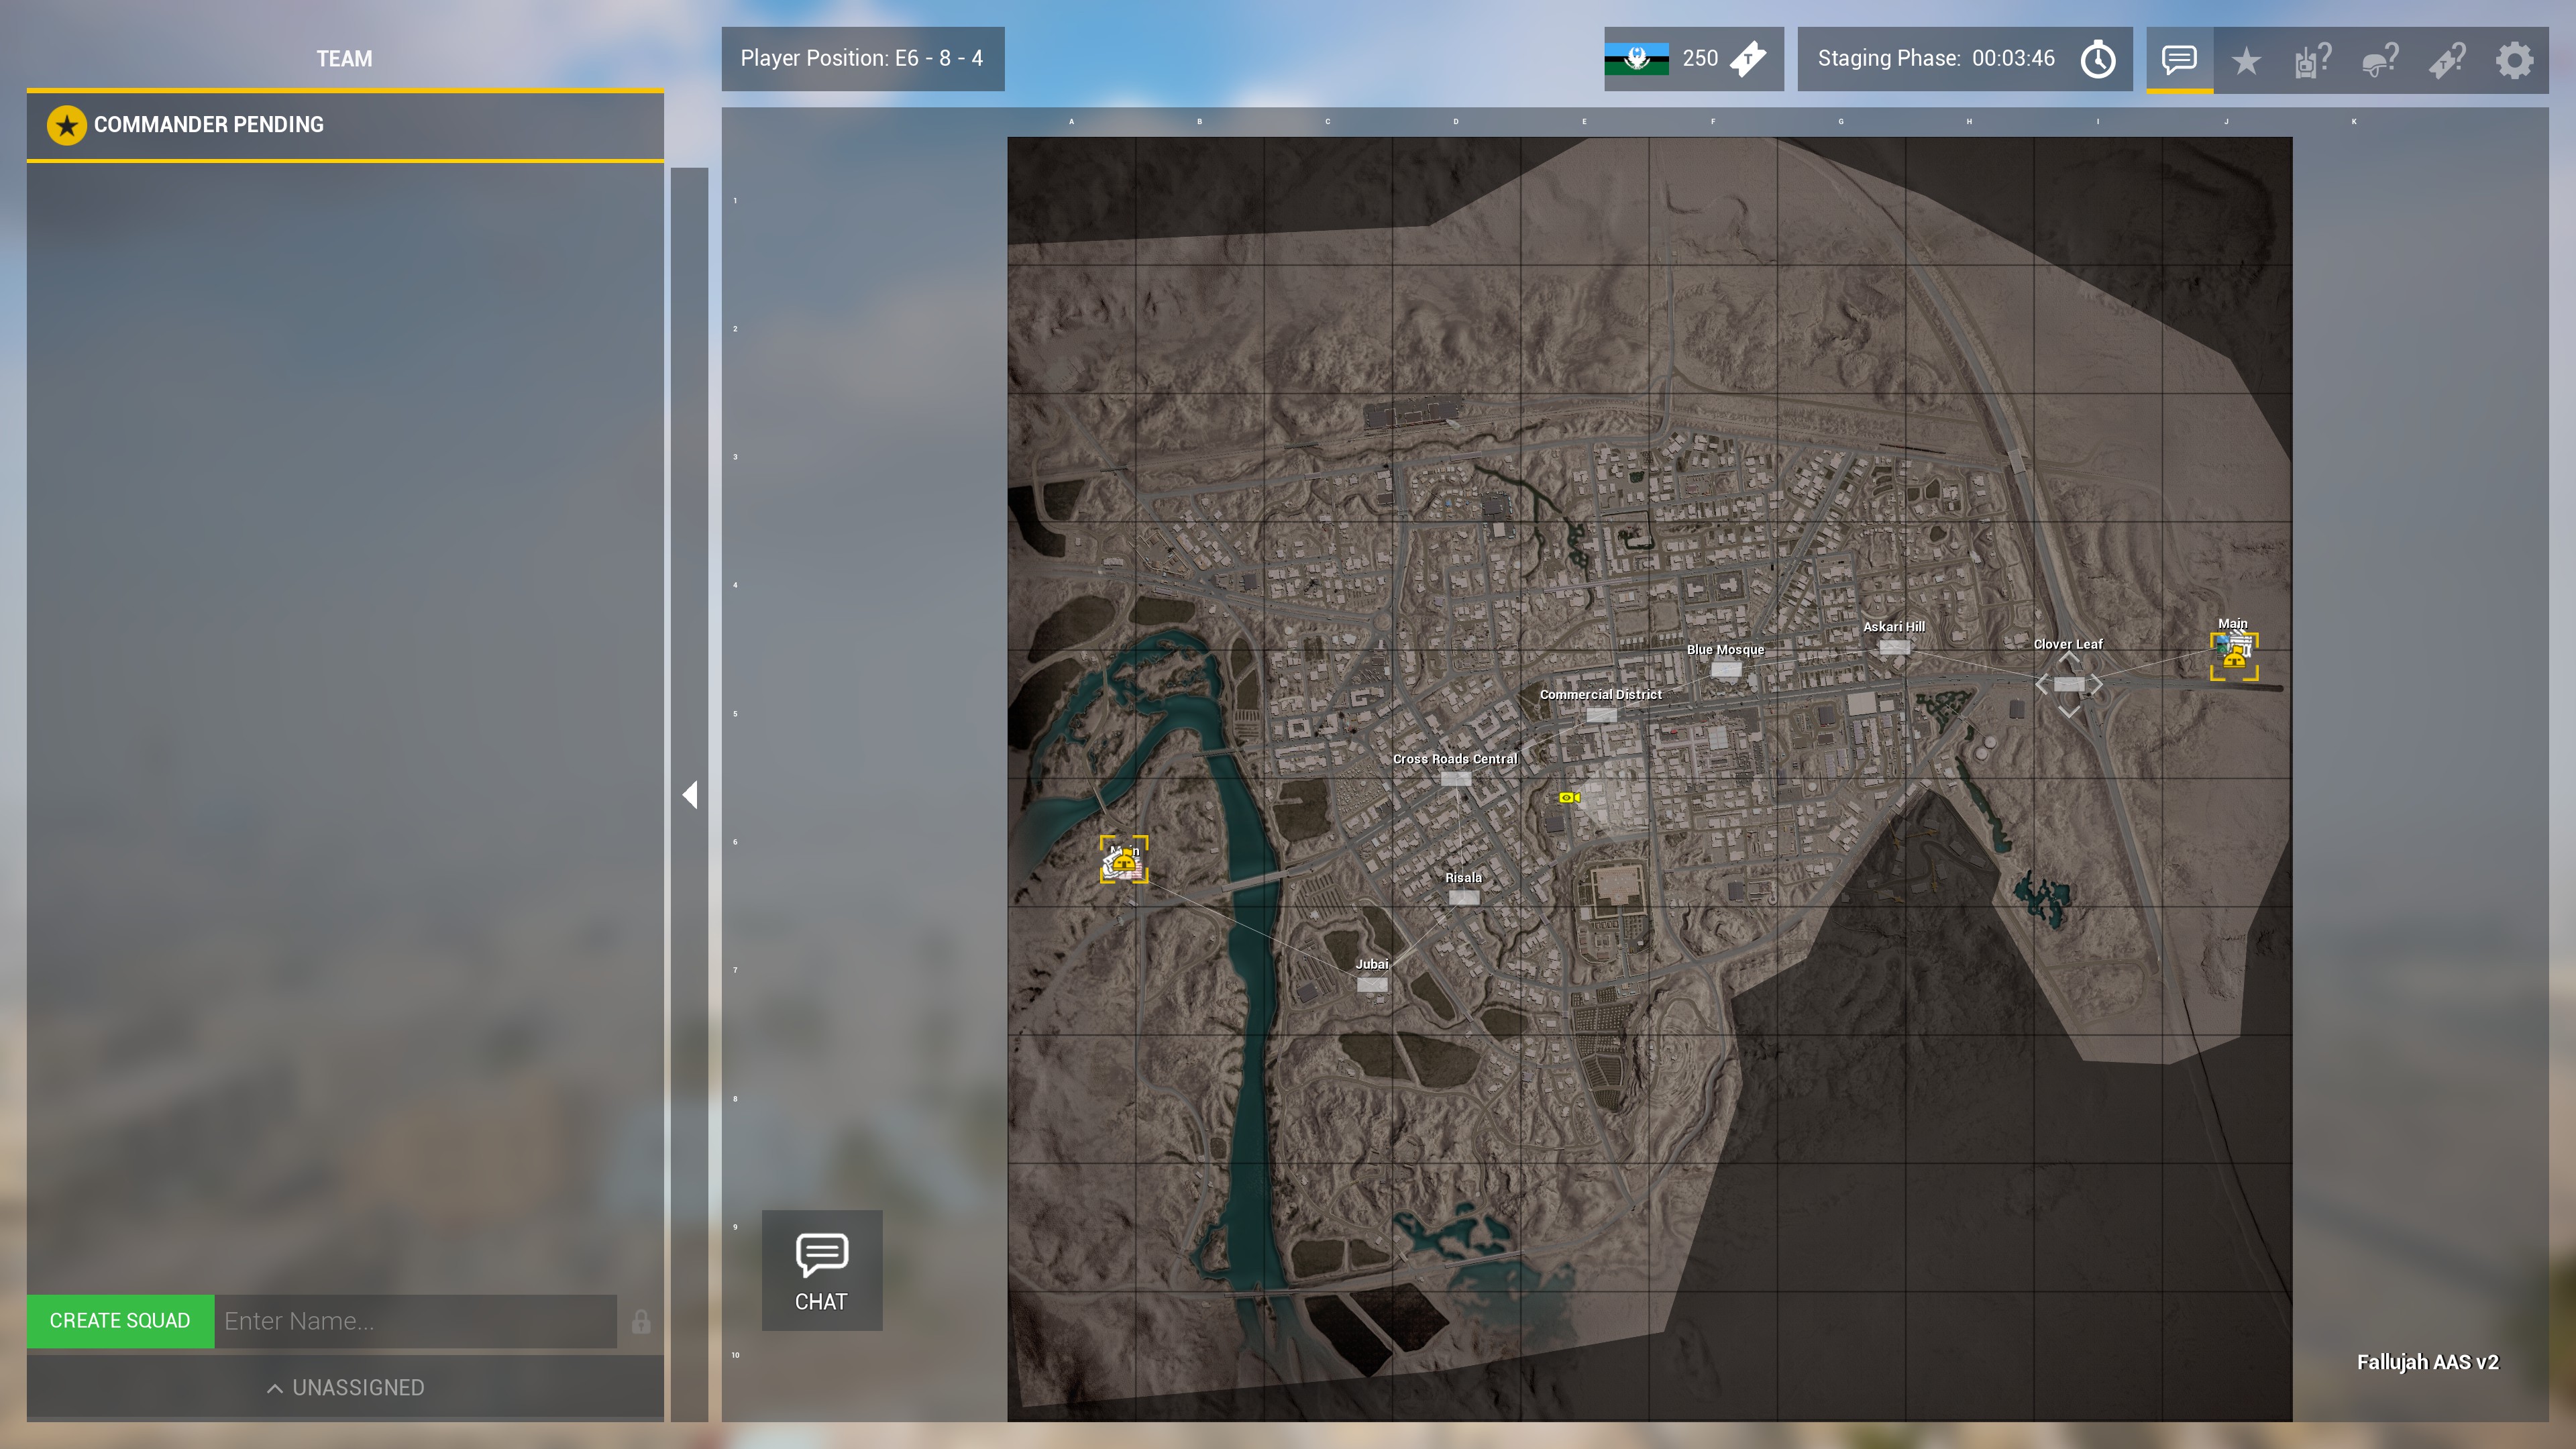 TEAM
Player Position: E6 - 8 - 4
250
T
Staging Phase: 00:03:46
?
?
T?
COMMANDER PENDING
A B C D E F G H I J K
1
2
3
4
5
6
7
8
9
10
Main
Askari Hill
Clover Leaf
Blue Mosque
Commercial District
Cross Roads Central
Risala
Jubai
CHAT
CREATE SQUAD
Enter Name...
UNASSIGNED
Fallujah AAS v2